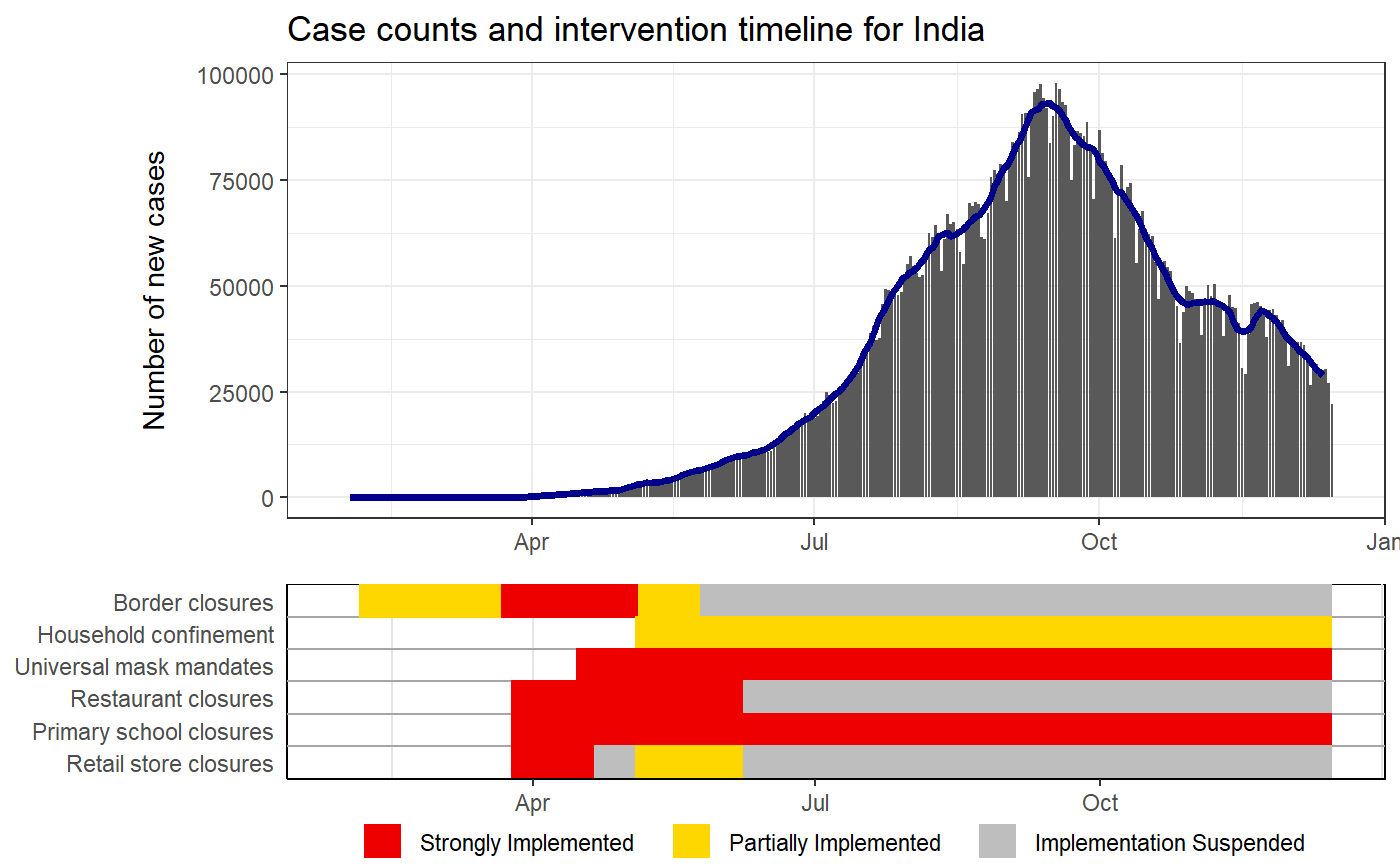 Case counts and intervention timeline for India
Number of new cases
100000
75000
50000
25000
0
Apr Jul Oct Jan
Border closures
Household confinement
Universal mask mandates
Restaurant closures
Primary school closures
Retail store closures
Apr Jul Oct
Strongly Implemented Partially Implemented Implementation Suspended